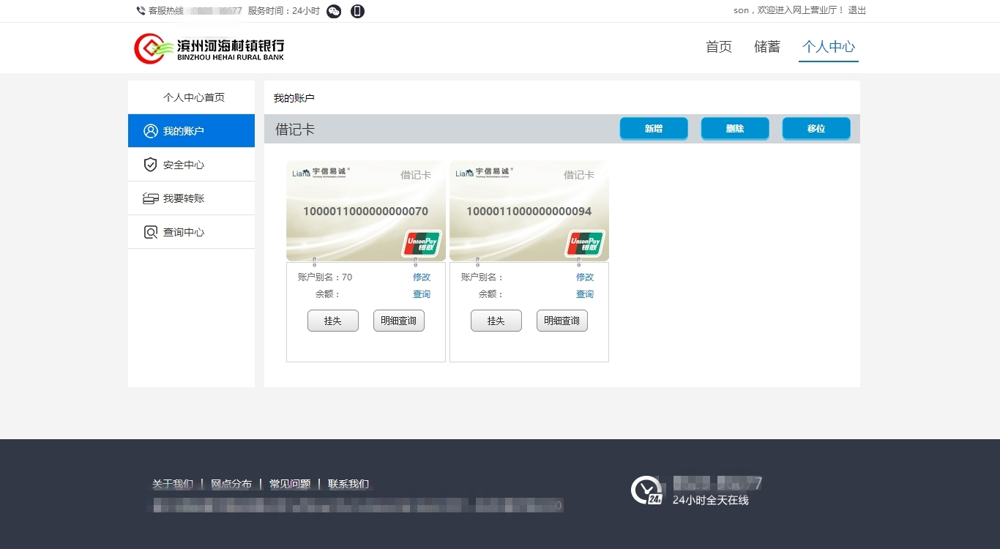 客服热线： 服务时间：24小时
son，欢迎进入网上营业厅！ 退出
滨州河海村镇银行
BINZHOU HEHAI RURAL BANK
首页 储蓄 个人中心
个人中心首页
我的账户
安全中心
我要转账
查询中心
我的账户
借记卡
新增 删除 移位
Liana 宇信易诚 借记卡
1000011000000000070
UnionPay
银联
账户别名：70 修改
余额： 查询
挂失 明细查询
Liana 宇信易诚 借记卡
1000011000000000094
UnionPay
银联
账户别名： 修改
余额： 查询
挂失 明细查询
关于我们 | 网点分布 | 常见问题 | 联系我们
24h
24小时全天在线